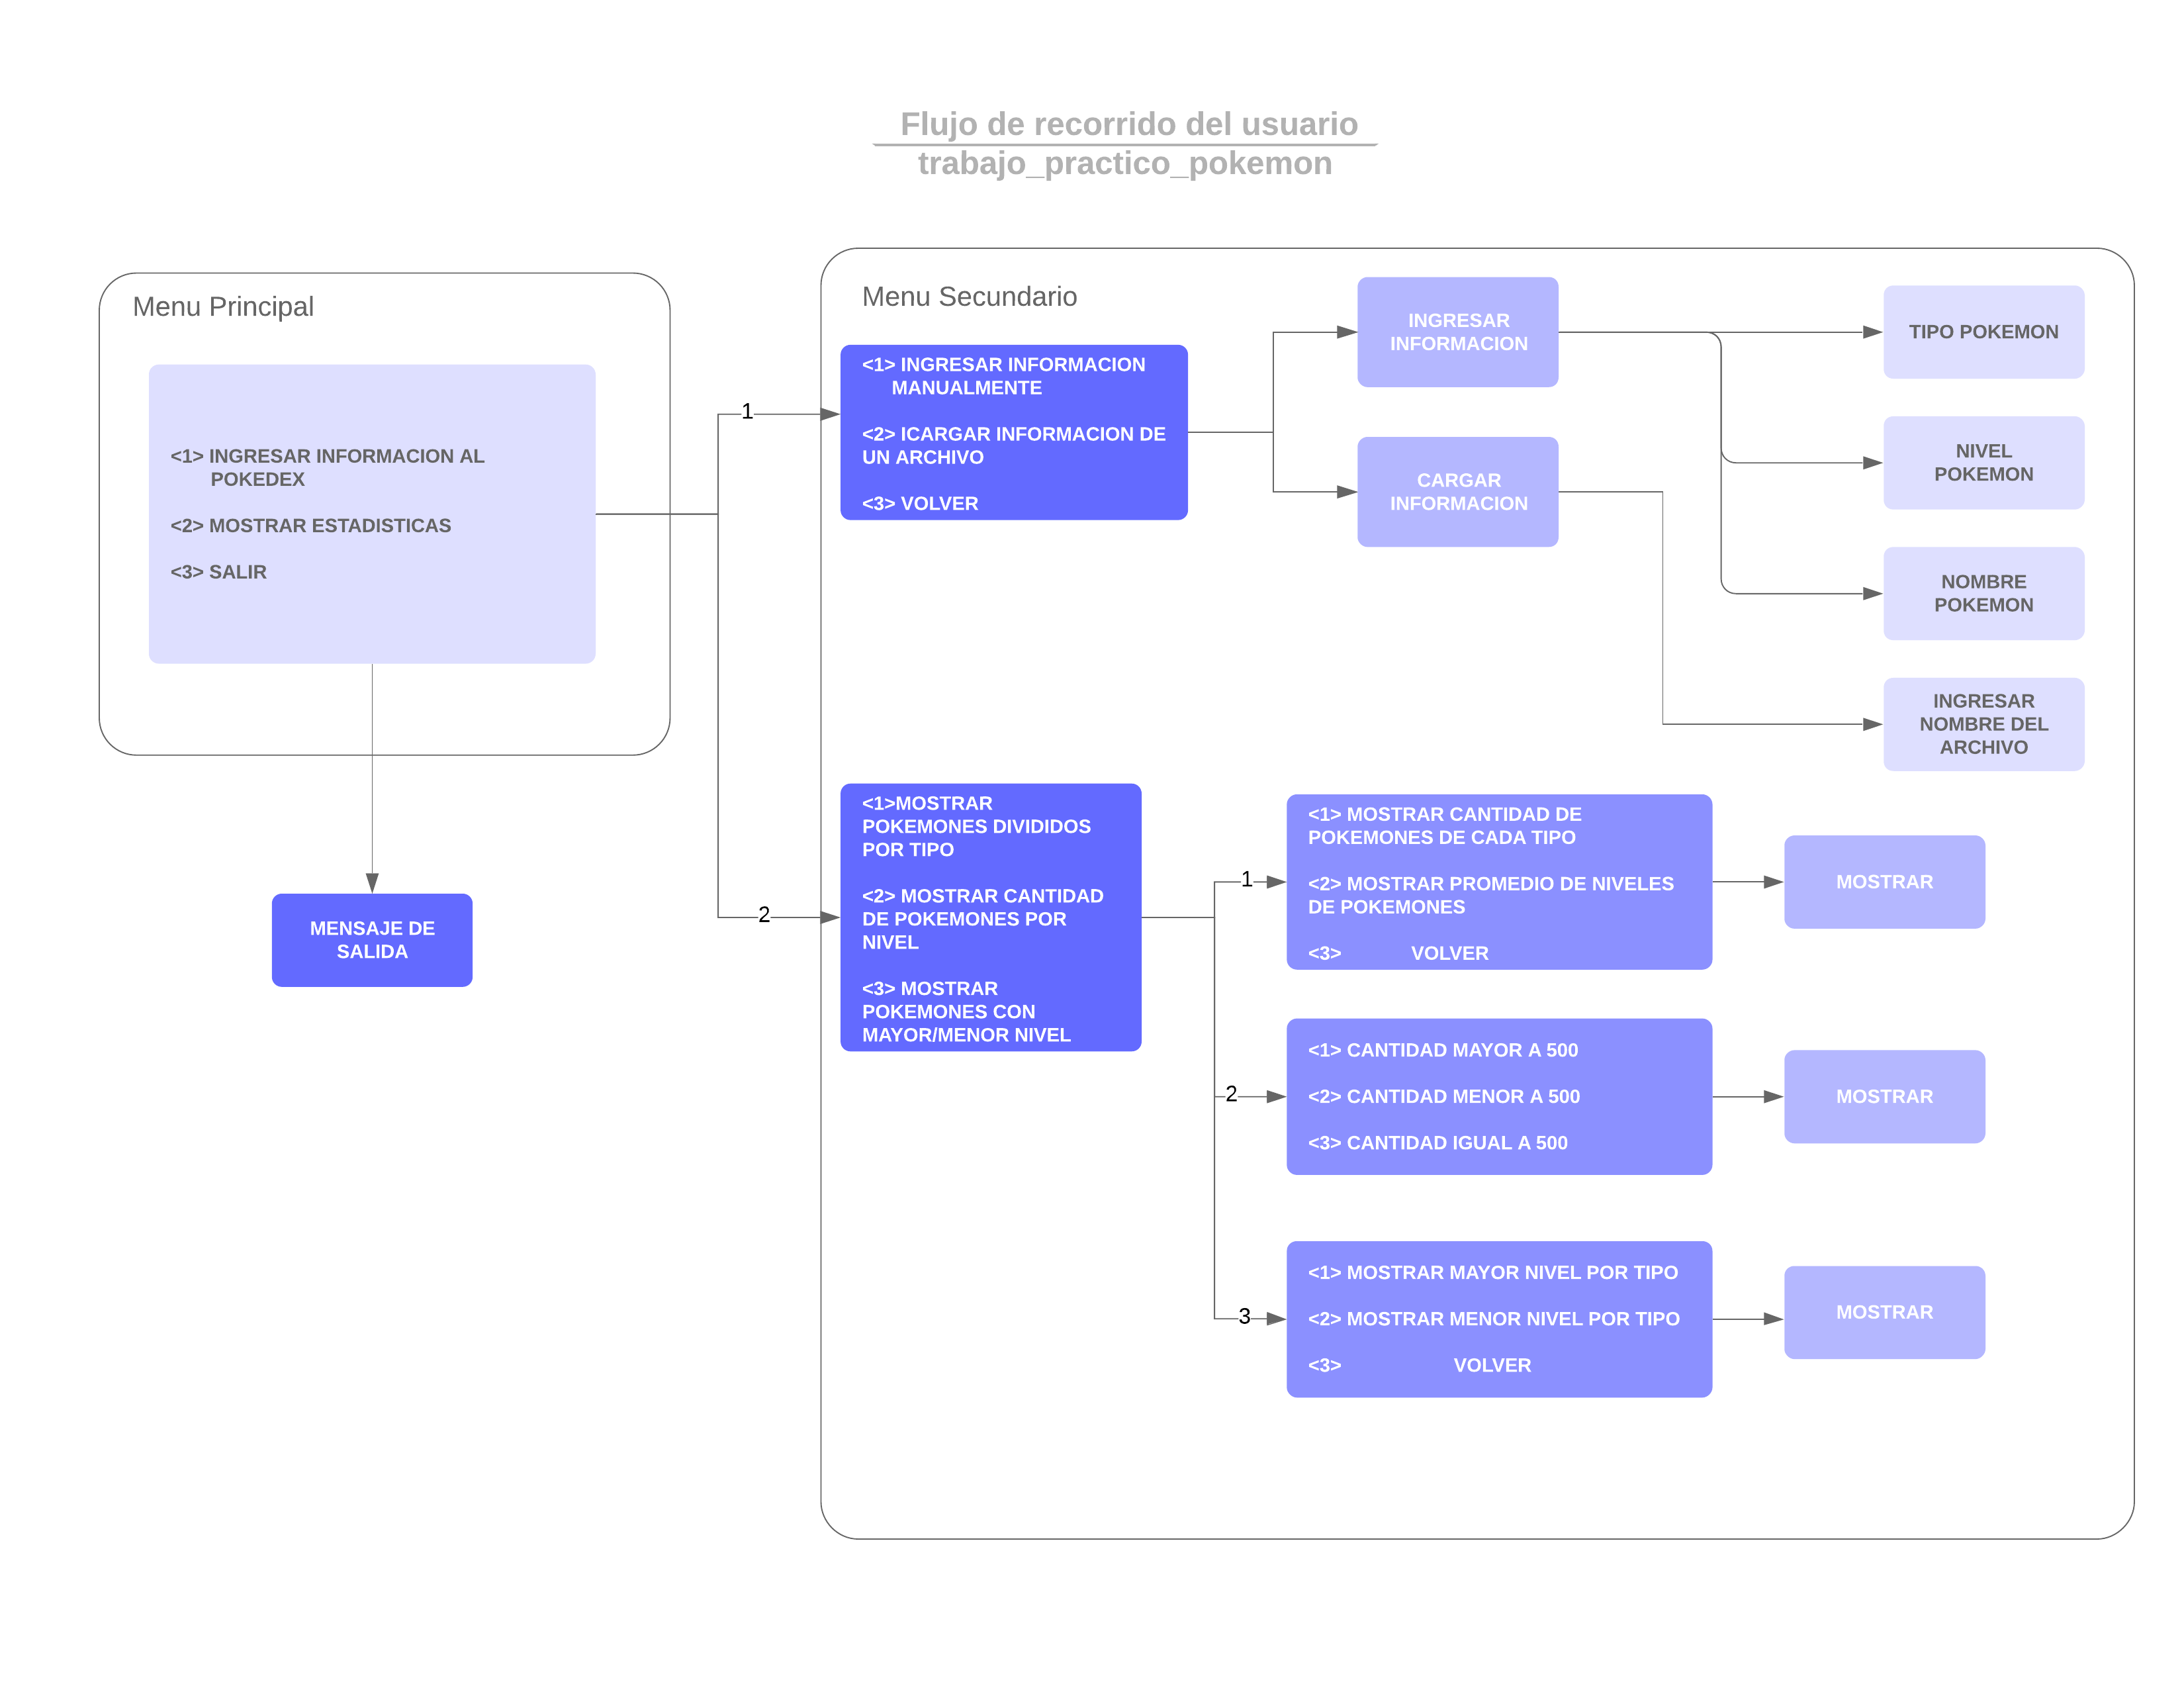 Flujo de recorrido del usuario
trabajo_practico_pokemon
Menu Principal
<1> INGRESAR INFORMACION AL
POKEDEX
<2> MOSTRAR ESTADISTICAS
<3> SALIR
MENSAJE DE
SALIDA
1
2
Menu Secundario
<1> INGRESAR INFORMACION
MANUALMENTE
<2> ICARGAR INFORMACION DE
UN ARCHIVO
<3> VOLVER
INGRESAR
INFORMACION
CARGAR
INFORMACION
TIPO POKEMON
NIVEL
POKEMON
NOMBRE
POKEMON
INGRESAR
NOMBRE DEL
ARCHIVO
<1>MOSTRAR
POKEMONES DIVIDIDOS
POR TIPO
<2> MOSTRAR CANTIDAD
DE POKEMONES POR
NIVEL
<3> MOSTRAR
POKEMONES CON
MAYOR/MENOR NIVEL
1
<1> MOSTRAR CANTIDAD DE
POKEMONES DE CADA TIPO
<2> MOSTRAR PROMEDIO DE NIVELES
DE POKEMONES
<3> VOLVER
MOSTRAR
2
<1> CANTIDAD MAYOR A 500
<2> CANTIDAD MENOR A 500
<3> CANTIDAD IGUAL A 500
MOSTRAR
3
<1> MOSTRAR MAYOR NIVEL POR TIPO
<2> MOSTRAR MENOR NIVEL POR TIPO
<3> VOLVER
MOSTRAR